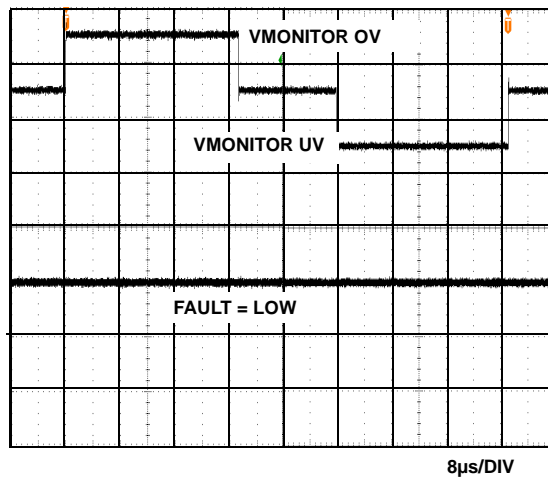 VMONITOR OV
VMONITOR UV
FAULT = LOW
8µs/DIV